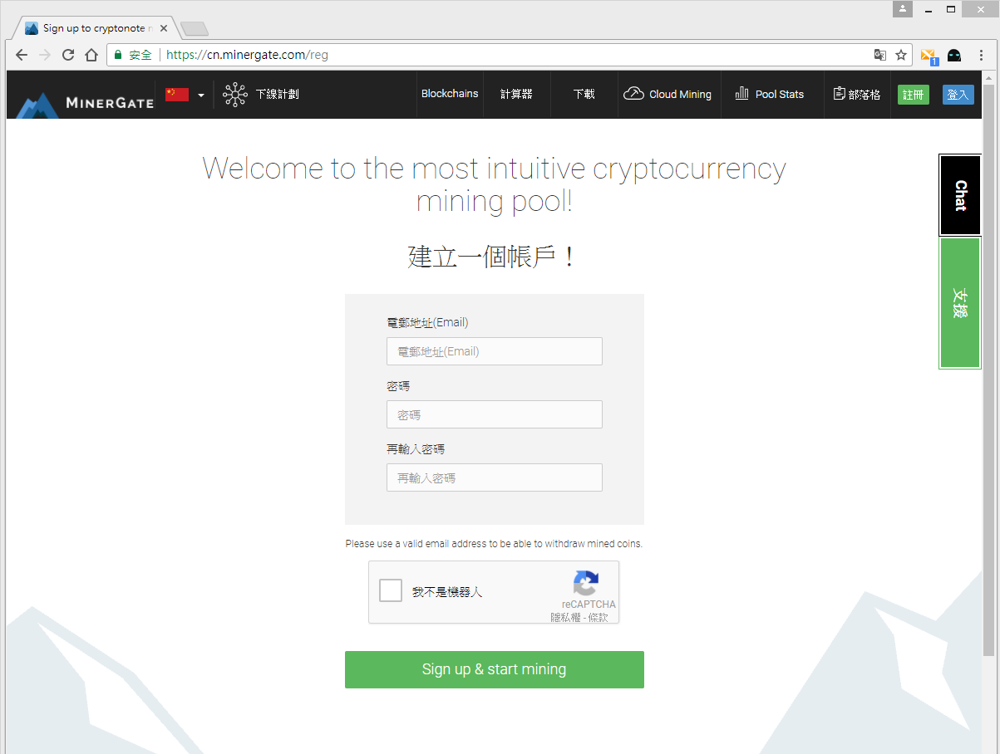 Sign up to cryptonote n
安全
https://cn.minergate.com/reg
1
MINERGATE
下線計劃
Blockchains
計算器
下載
Cloud Mining
Pool Stats
部落格
註冊
登入
Welcome to the most intuitive cryptocurrency
mining pool!
建立一個帳戶！
Chat
支援
電郵地址(Email)
電郵地址(Email)
密碼
密碼
再輸入密碼
再輸入密碼
Please use a valid email address to be able to withdraw mined coins.
我不是機器人
reCAPTCHA
隱私權 - 條款
Sign up & start mining